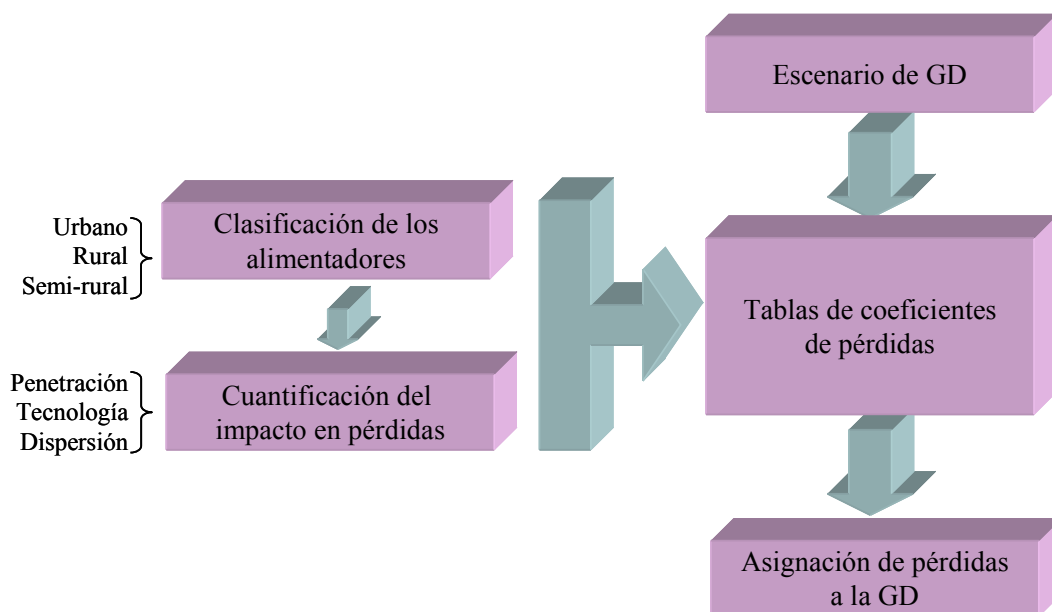 Escenario de GD
Urbano
Rural
Semi-rural
Clasificación de los
alimentadores
Penetración
Tecnología
Dispersión
Cuantificación del
impacto en pérdidas
Tablas de coeficientes
de pérdidas
Asignación de pérdidas
a la GD